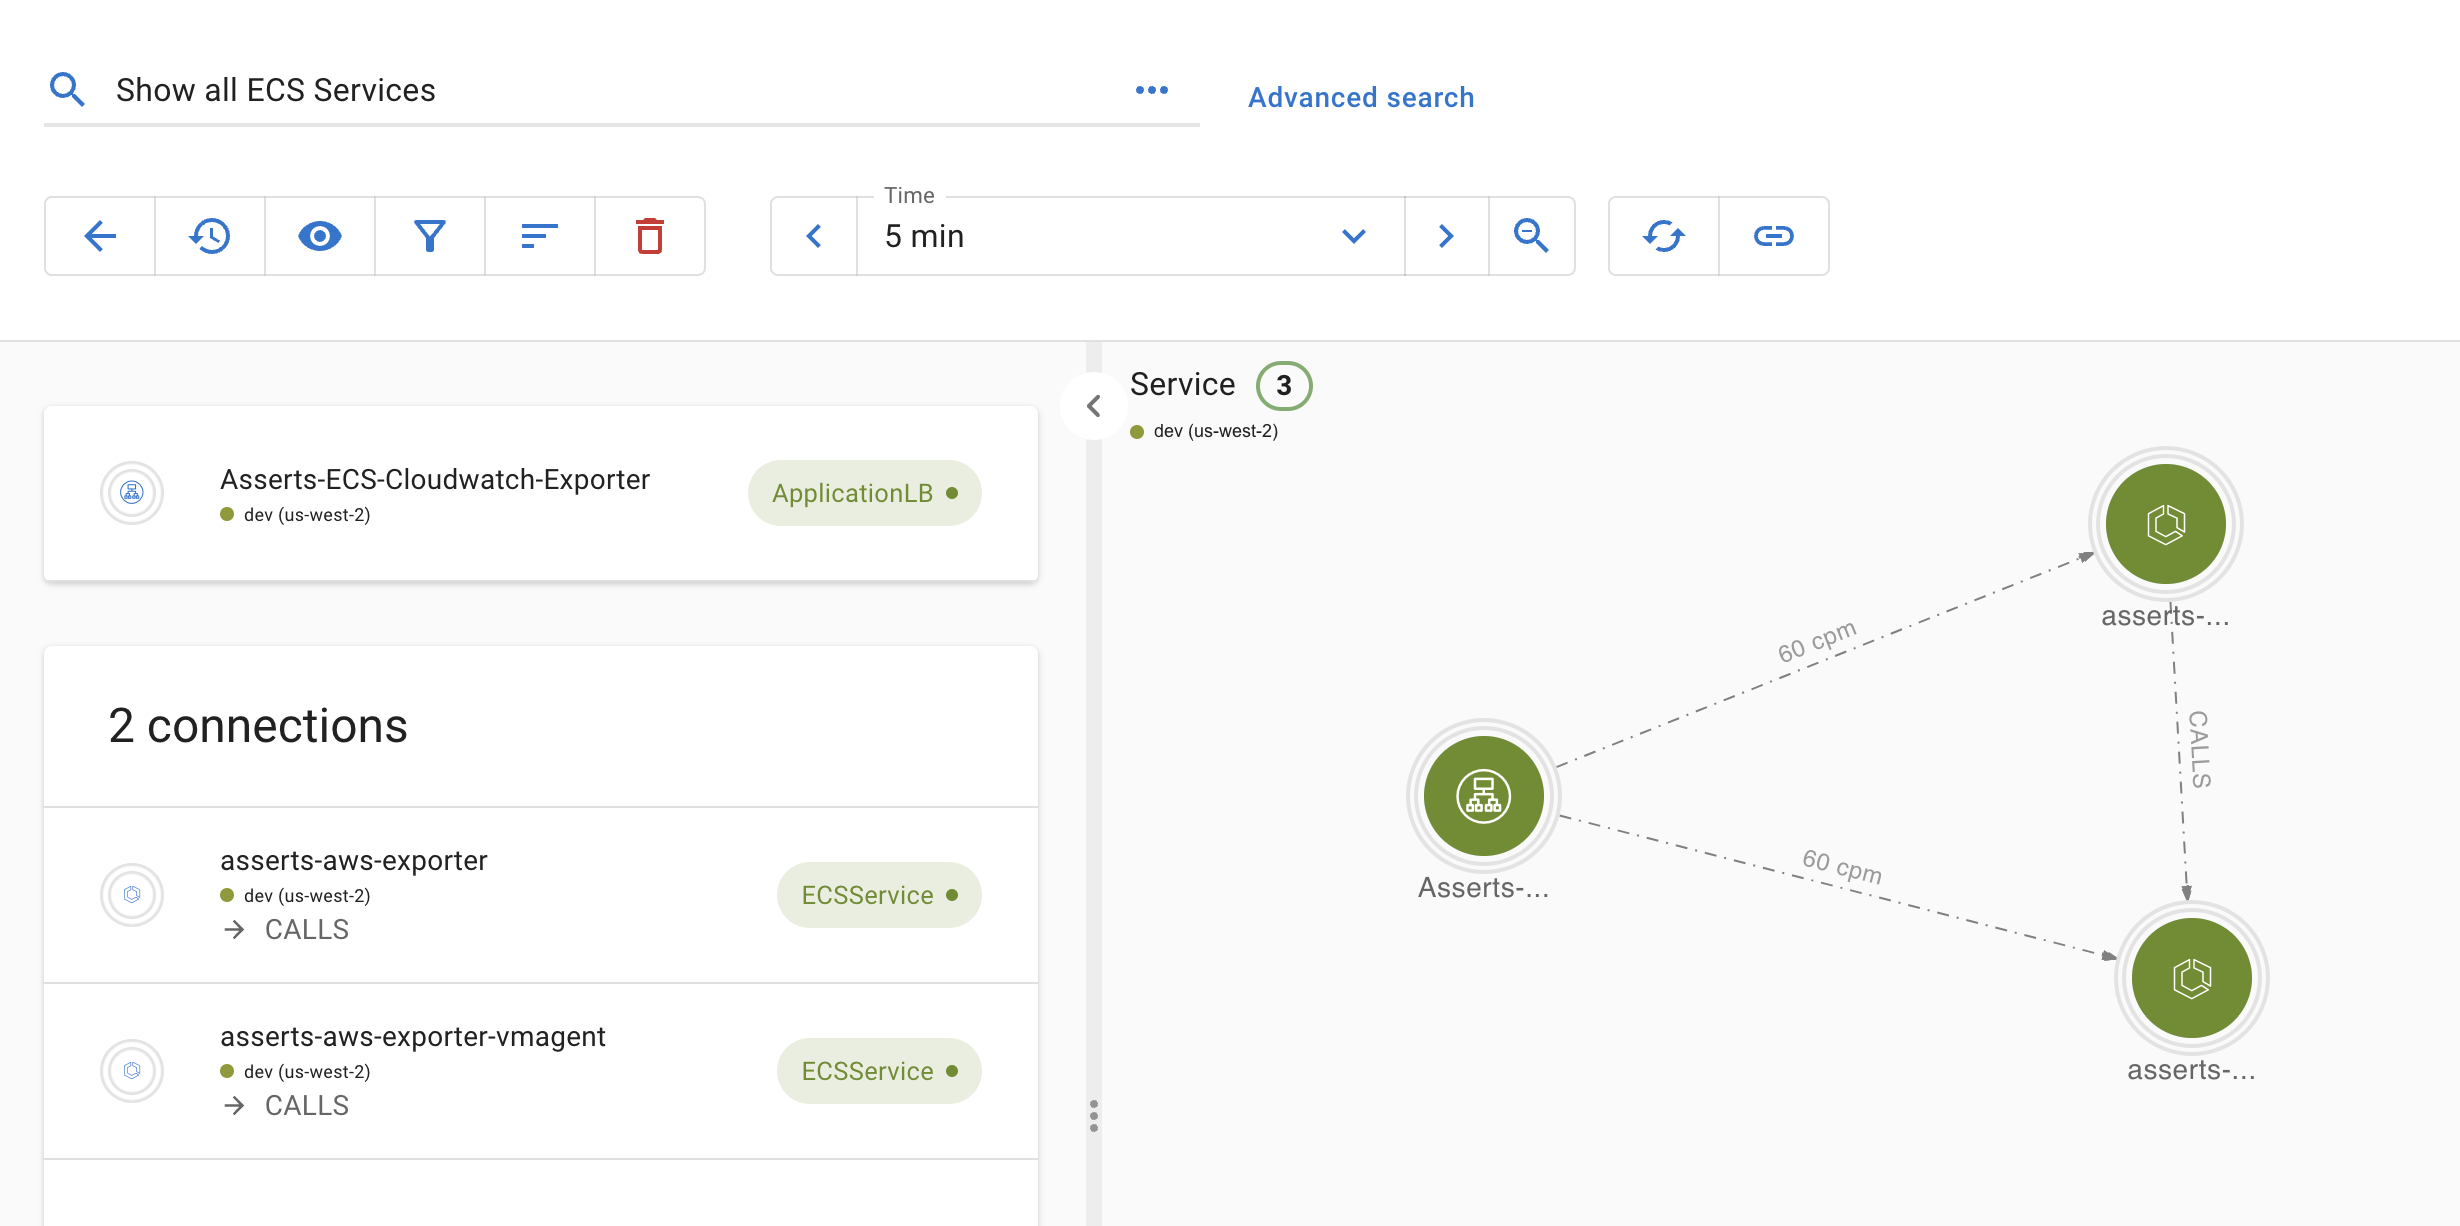 Show all ECS Services
Advanced search
Time
5 min
Asserts-ECS-Cloudwatch-Exporter
dev (us-west-2)
ApplicationLB
2 connections
asserts-aws-exporter
dev (us-west-2)
→ CALLS
ECSService
asserts-aws-exporter-vmagent
dev (us-west-2)
→ CALLS
ECSService
Service 3
dev (us-west-2)
asserts-...
60 cpm
CALLS
Asserts-...
60 cpm
asserts-...